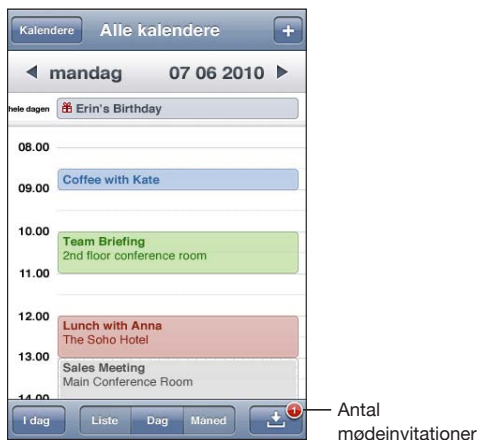 Kalendere Alle kalendere +
mandag 07 06 2010
hele dagen Erin's Birthday
08.00
Coffee with Kate
09.00
10.00
Team Briefing
2nd floor conference room
11.00
12.00
Lunch with Anna
The Soho Hotel
13.00
Sales Meeting
Main Conference Room
14.00
I dag Liste Dag Måned 1
Antal
mødeinvitationer